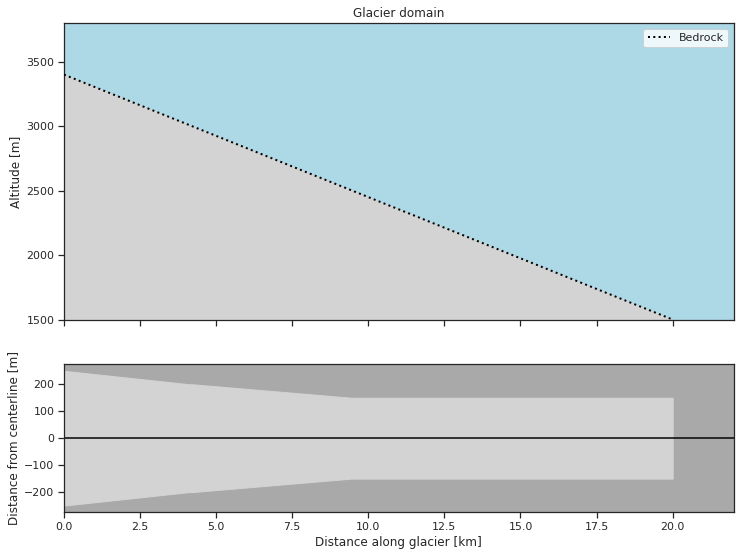 Glacier domain
Bedrock
Altitude [m]
3500
3000
2500
2000
1500
Distance from centerline [m]
200
100
0
−100
−200
0.0 2.5 5.0 7.5 10.0 12.5 15.0 17.5 20.0
Distance along glacier [km]